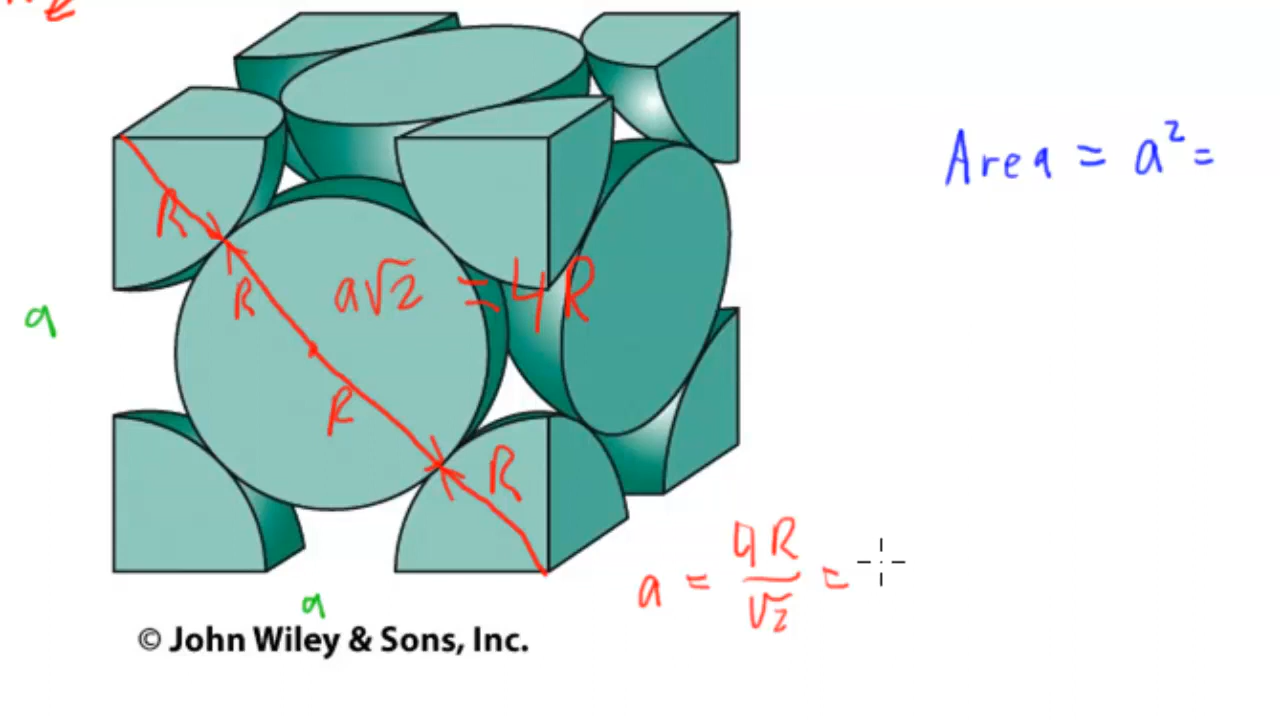 Area = a² =
R
R
a√2 = 4R
a
R
R
a = 4R/√2 =
a
© John Wiley & Sons, Inc.